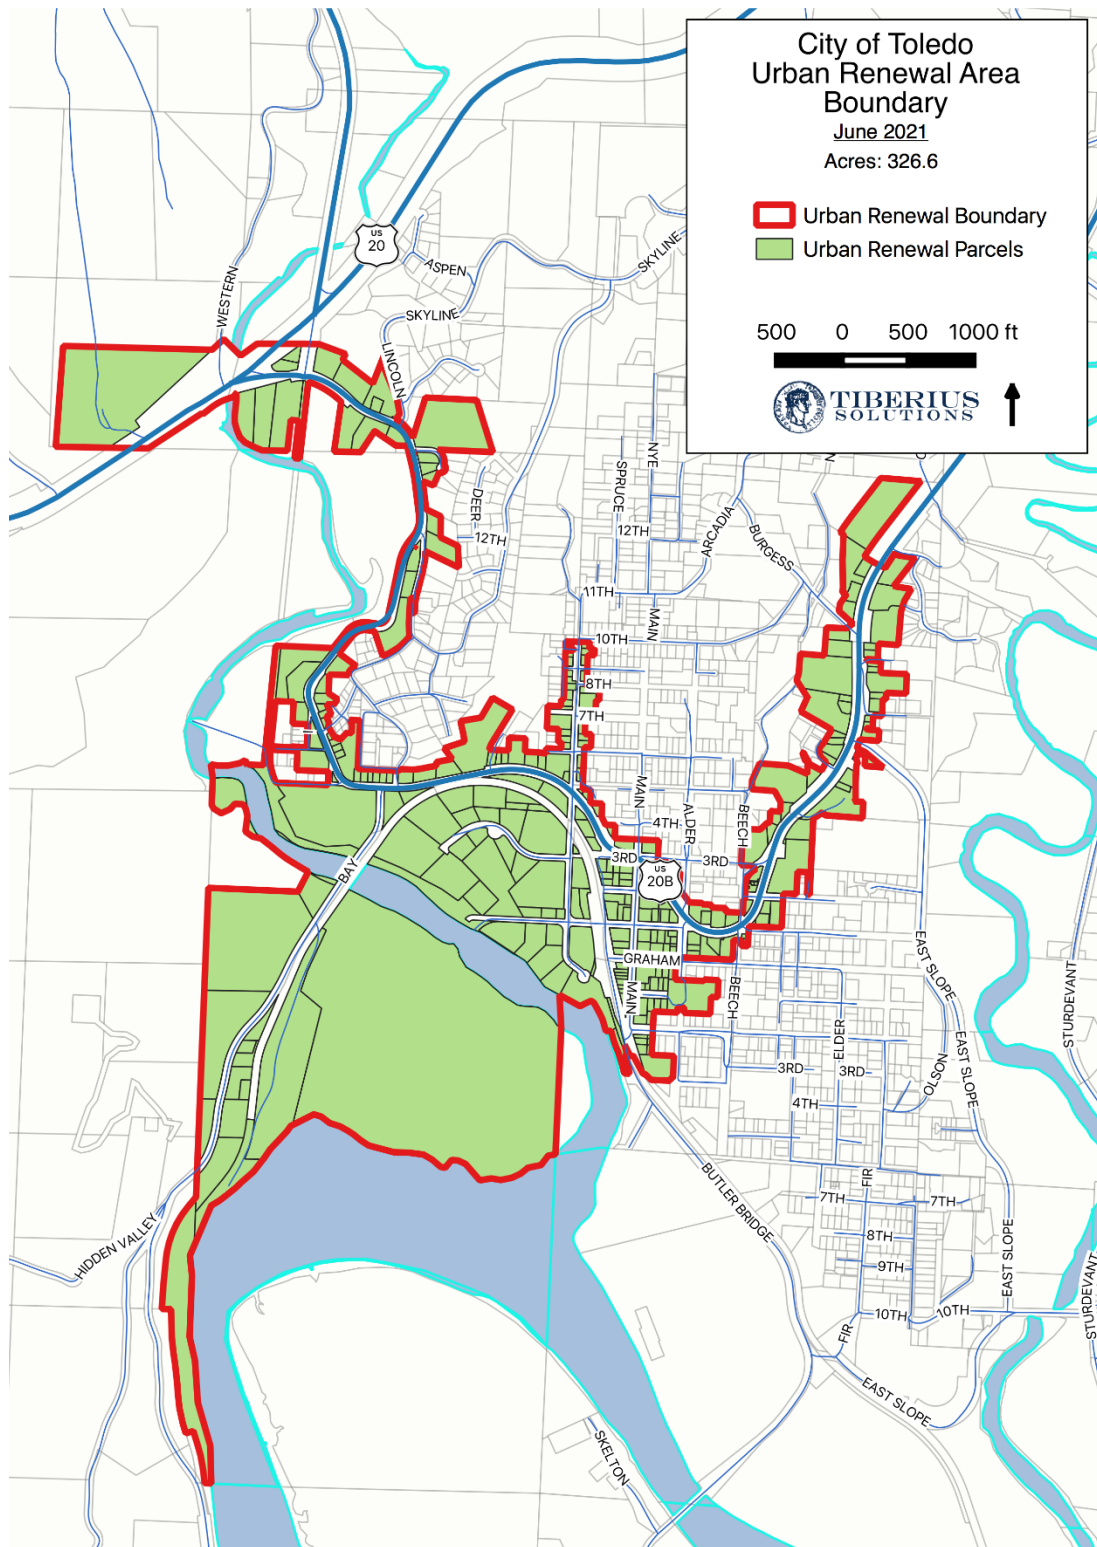 City of Toledo
Urban Renewal Area
Boundary
June 2021
Acres: 326.6
Urban Renewal Boundary
Urban Renewal Parcels
500 0 500 1000 ft
TIBERIUS
SOLUTIONS
US
20
ASPEN
SKYLINE
SKYLINE
WESTERN
LINCOLN
NYE
SPRUCE
DEER
12TH
12TH
ARCADIA
BURGESS
11TH
MAIN
10TH
8TH
7TH
MAIN
ALDER
BEECH
4TH
3RD
3RD
US
20B
BAY
GRAHAM
MAIN
BEECH
EAST SLOPE
STURDEVANT
ELDER
EAST SLOPE
OLSON
3RD
3RD
4TH
BUTLER BRIDGE
FIR
7TH
7TH
HIDDEN VALLEY
8TH
EAST SLOPE
9TH
STURDEVANT
10TH
10TH
FIR
EAST SLOPE
SKELTON